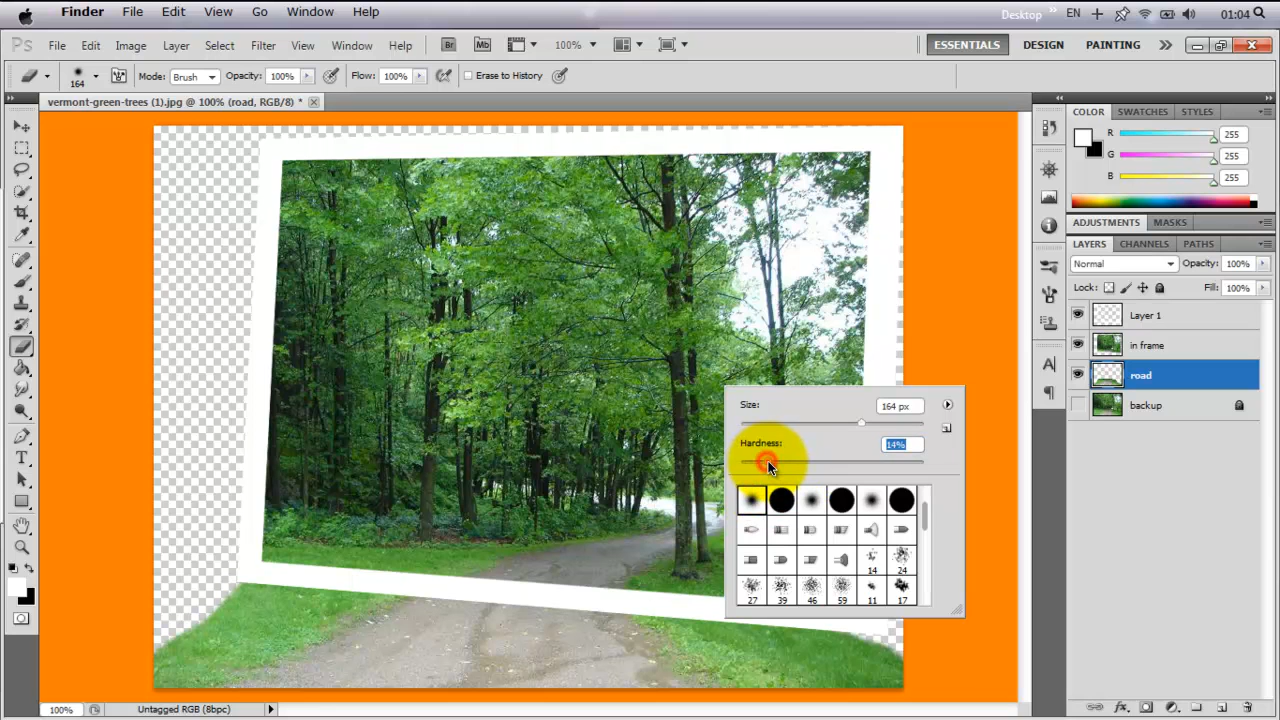 Finder File Edit View Go Window Help Desktop » EN 01:04
Ps File Edit Image Layer Select Filter View Window Help Br Mb 100% ESSENTIALS DESIGN PAINTING »
164 Mode: Brush Opacity: 100% Flow: 100% Erase to History
vermont-green-trees (1).jpg @ 100% (road, RGB/8) *
COLOR SWATCHES STYLES
R 255
G 255
B 255
ADJUSTMENTS MASKS
LAYERS CHANNELS PATHS
Normal Opacity: 100%
Lock: Fill: 100%
Layer 1
in frame
road
backup
Size: 164 px
Hardness: 14%
14 24
27 39 46 59 11 17
100% Untagged RGB (8bpc)